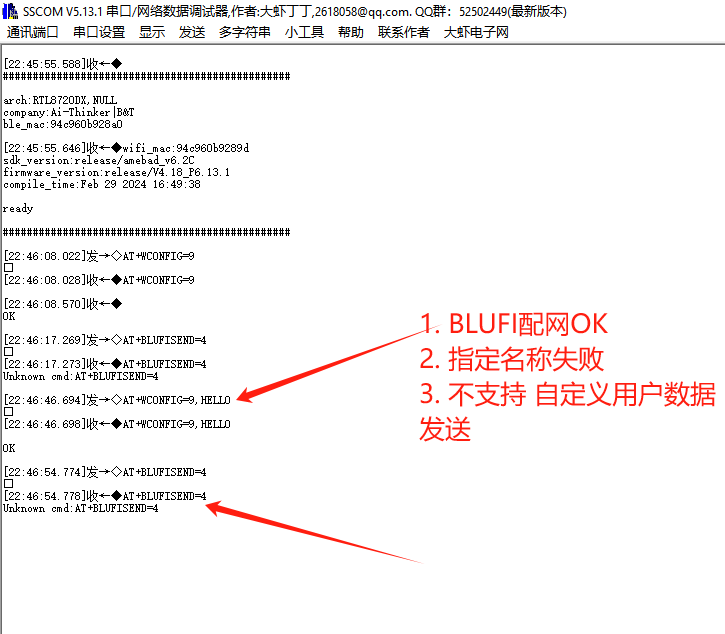 SSCOM V5.13.1 串口/网络数据调试器,作者:大虾丁丁,2618058@qq.com. QQ群: 52502449(最新版本)
通讯端口 串口设置 显示 发送 多字符串 小工具 帮助 联系作者 大虾电子网
[22:45:55.588]收←◆
################################################
arch:RTL8720DX,NULL
company:Ai-Thinker|B&T
ble_mac:94c960b928a0
[22:45:55.646]收←◆wifi_mac:94c960b9289d
sdk_version:release/amebad_v6.2C
firmware_version:release/V4.18_P6.13.1
compile_time:Feb 29 2024 16:49:38
ready
################################################
[22:46:08.022]发→◇AT+WCONFIG=9
□
[22:46:08.028]收←◆AT+WCONFIG=9
[22:46:08.570]收←◆
OK
[22:46:17.269]发→◇AT+BLUFISEND=4
□
[22:46:17.273]收←◆AT+BLUFISEND=4
Unknown cmd:AT+BLUFISEND=4
[22:46:46.694]发→◇AT+WCONFIG=9,HELLO
□
[22:46:46.698]收←◆AT+WCONFIG=9,HELLO
OK
[22:46:54.774]发→◇AT+BLUFISEND=4
□
[22:46:54.778]收←◆AT+BLUFISEND=4
Unknown cmd:AT+BLUFISEND=4
1. BLUFI配网OK
2. 指定名称失败
3. 不支持 自定义用户数据
发送